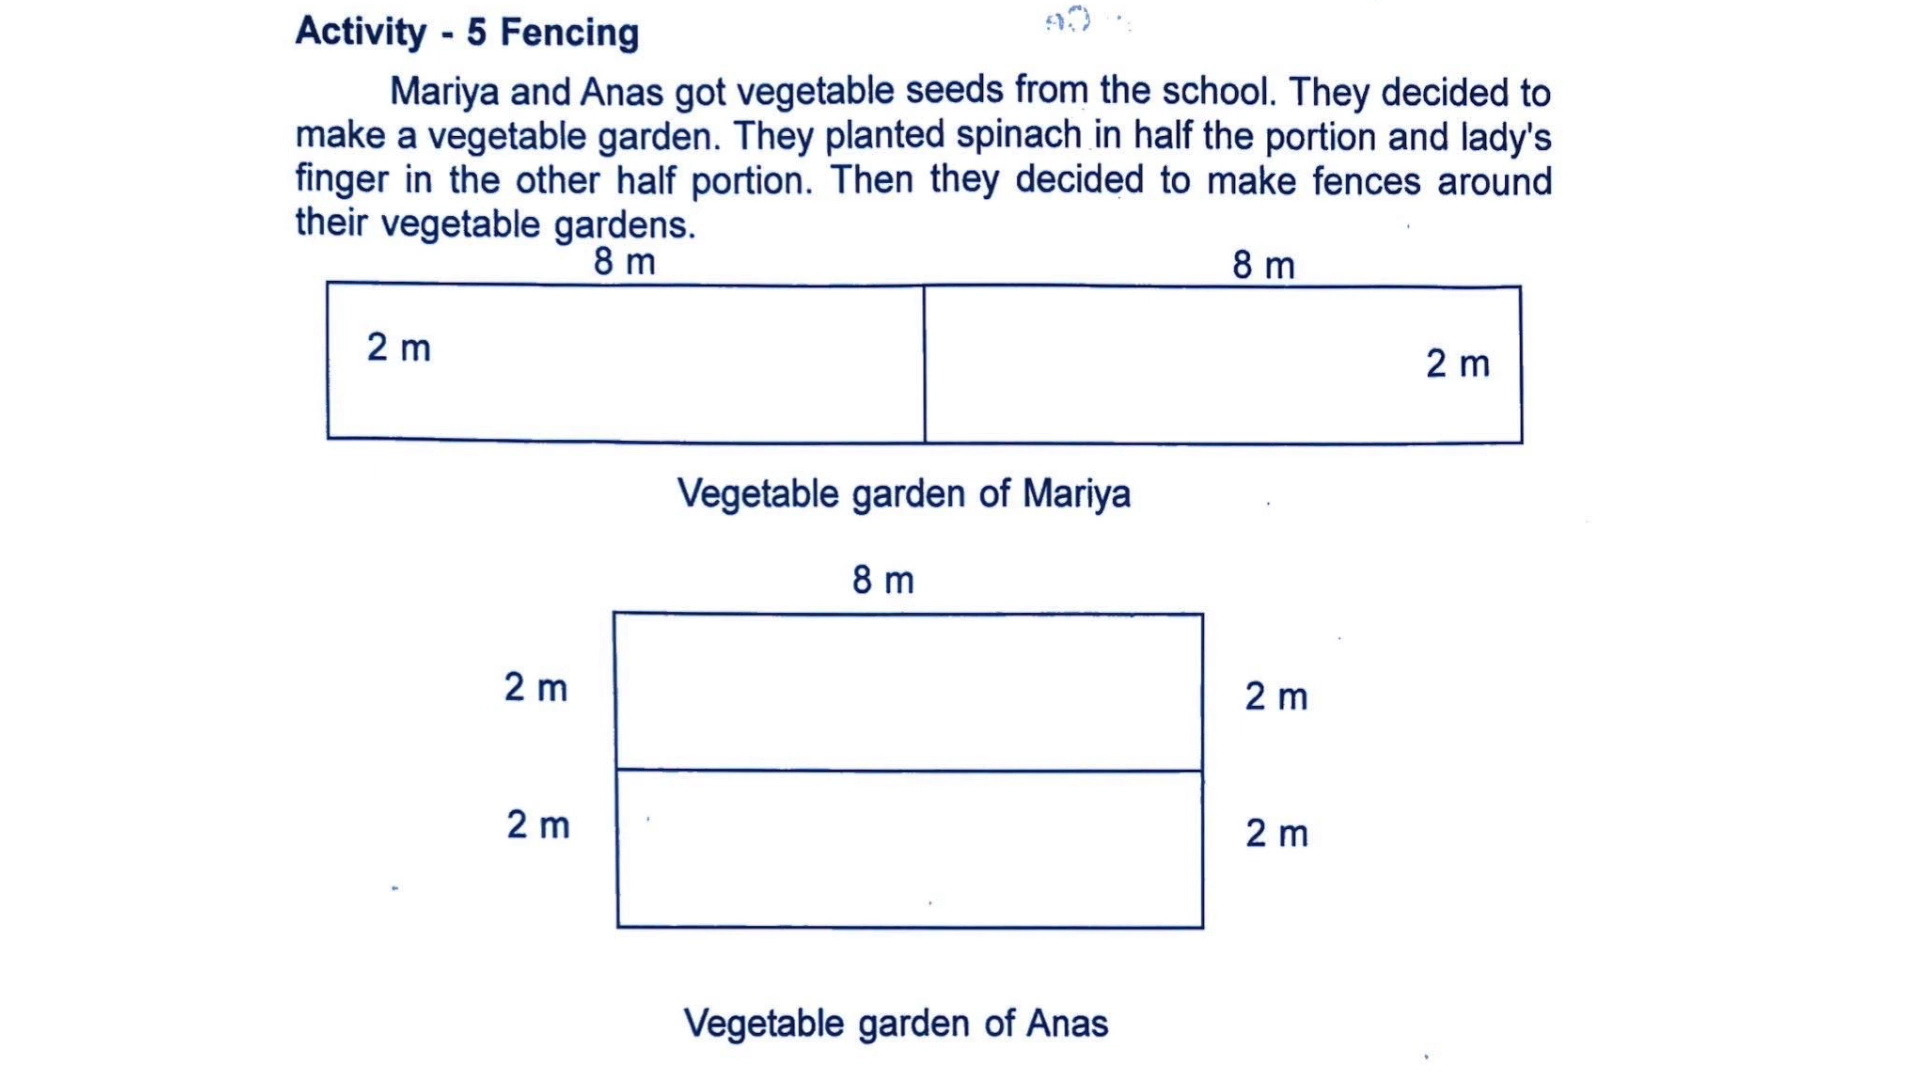 Activity - 5 Fencing
Mariya and Anas got vegetable seeds from the school. They decided to
make a vegetable garden. They planted spinach in half the portion and lady's
finger in the other half portion. Then they decided to make fences around
their vegetable gardens.
8 m 8 m
2 m 2 m
Vegetable garden of Mariya
8 m
2 m 2 m
2 m 2 m
Vegetable garden of Anas